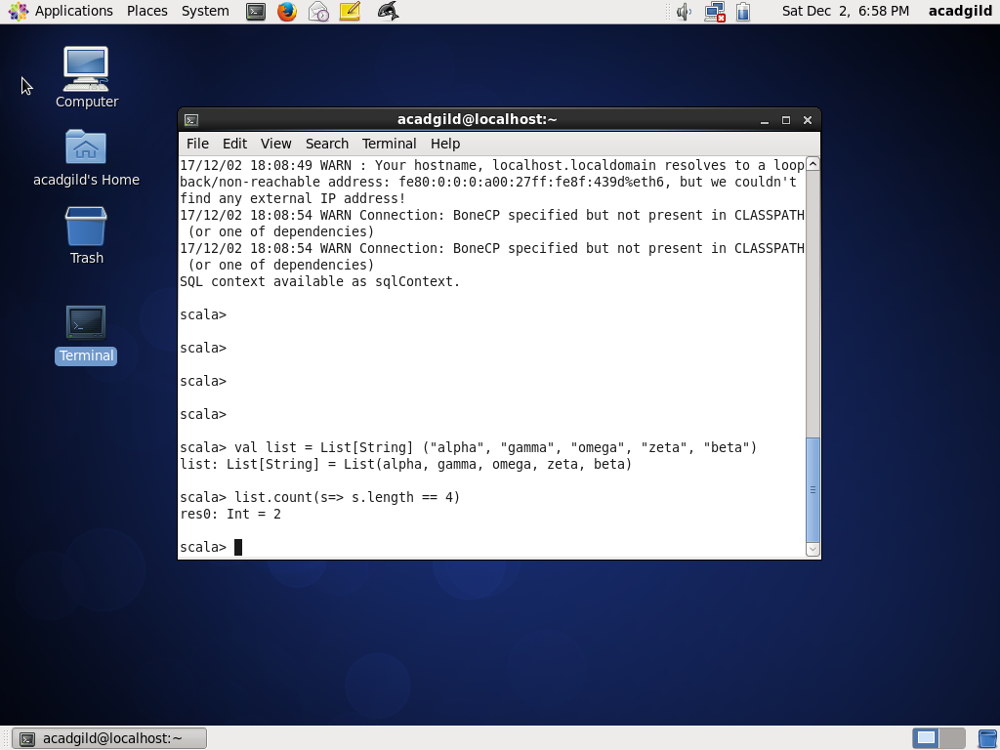 Applications Places System
Sat Dec 2, 6:58 PM acadgild
Computer
acadgild's Home
Trash
Terminal
acadgild@localhost:~
File Edit View Search Terminal Help
17/12/02 18:08:49 WARN : Your hostname, localhost.localdomain resolves to a loop
back/non-reachable address: fe80:0:0:0:a00:27ff:fe8f:439d%eth6, but we couldn't
find any external IP address!
17/12/02 18:08:54 WARN Connection: BoneCP specified but not present in CLASSPATH
 (or one of dependencies)
17/12/02 18:08:54 WARN Connection: BoneCP specified but not present in CLASSPATH
 (or one of dependencies)
SQL context available as sqlContext.
scala>
scala>
scala>
scala>
scala> val list = List[String] ("alpha", "gamma", "omega", "zeta", "beta")
list: List[String] = List(alpha, gamma, omega, zeta, beta)
scala> list.count(s=> s.length == 4)
res0: Int = 2
scala>
acadgild@localhost:~